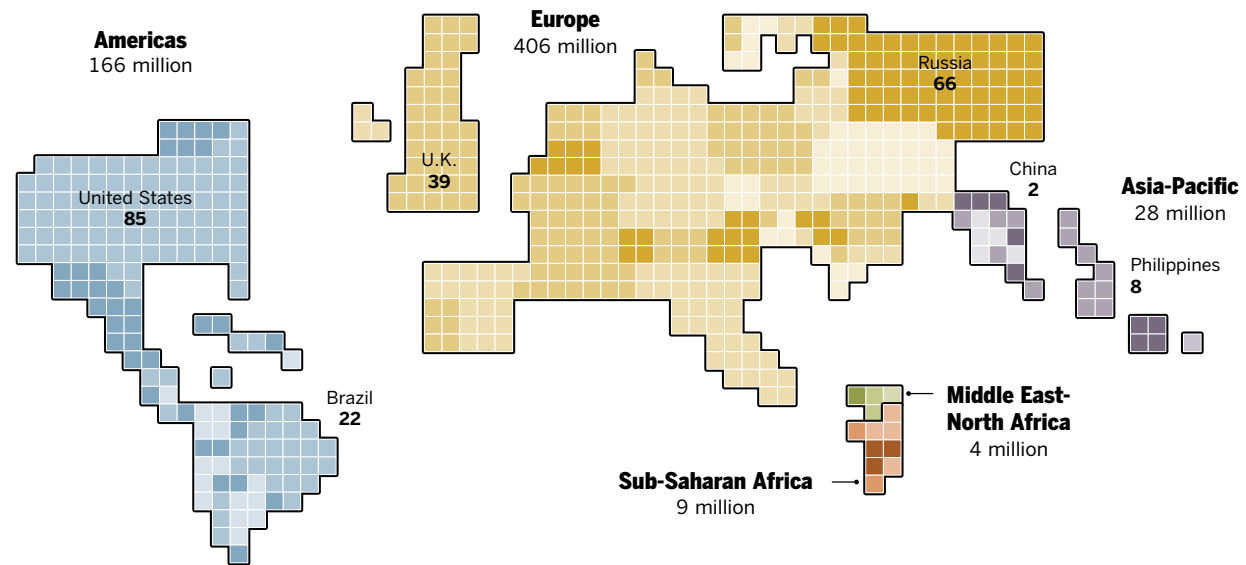 Americas
166 million
United States
85
Brazil
22
Europe
406 million
U.K.
39
Russia
66
China
2
Asia-Pacific
28 million
Philippines
8
Middle East-
North Africa
4 million
Sub-Saharan Africa
9 million